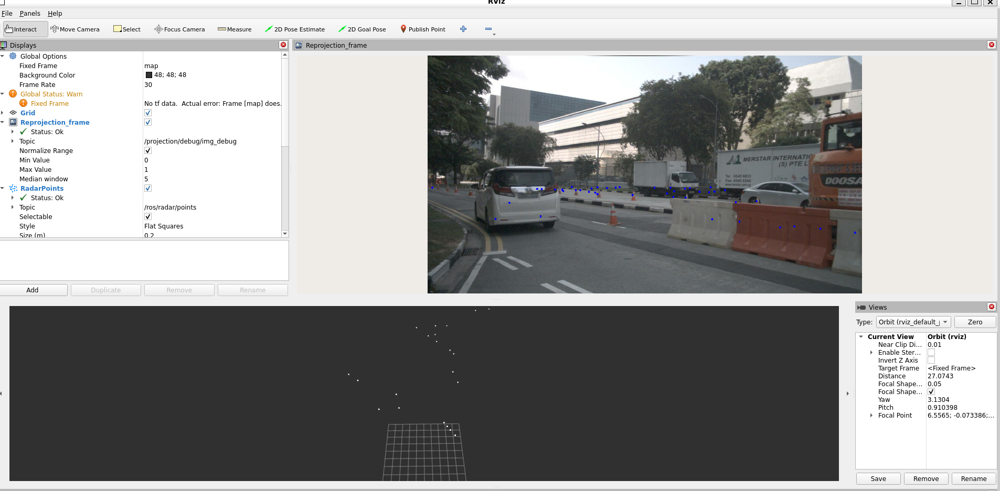 RViz
File Panels Help
Interact Move Camera Select Focus Camera Measure 2D Pose Estimate 2D Goal Pose Publish Point
Displays
Global Options
Fixed Frame map
Background Color 48; 48; 48
Frame Rate 30
Global Status: Warn
Fixed Frame No tf data. Actual error: Frame [map] does.
Grid
Reprojection_frame
Status: Ok
Topic /projection/debug/img_debug
Normalize Range
Min Value 0
Max Value 1
Median window 5
RadarPoints
Status: Ok
Topic /ros/radar/points
Selectable
Style Flat Squares
Size (m) 0.2
Add Duplicate Remove Rename
Reprojection_frame
MERSTAR INTERNATIO
(S) PTE L
Tel : 6545 6833
Fax: 6545 8266
DOOSA
Views
Type: Orbit (rviz_default_ Zero
Current View Orbit (rviz)
Near Clip Di... 0.01
Enable Ster...
Invert Z Axis
Target Frame <Fixed Frame>
Distance 27.0743
Focal Shape... 0.05
Focal Shape...
Yaw 3.1304
Pitch 0.910398
Focal Point 6.5565; -0.073386;...
Save Remove Rename